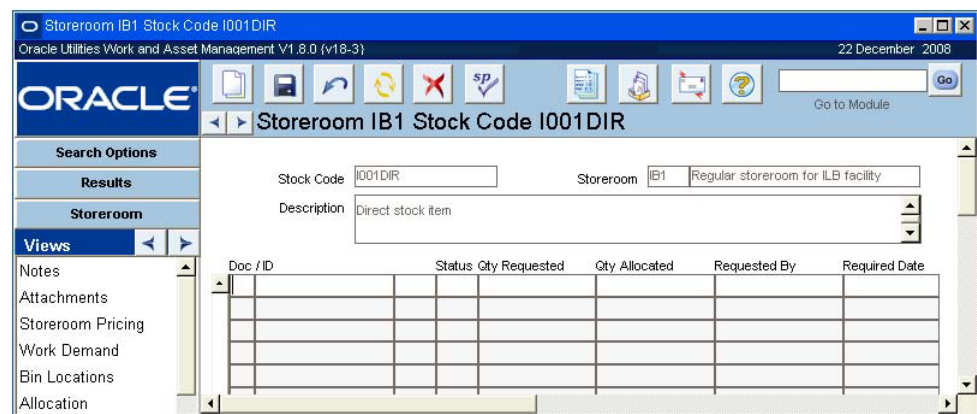 Storeroom IB1 Stock Code I001DIR
Oracle Utilities Work and Asset Management V1.8.0 {v18-3}
22 December 2008
ORACLE®
sp
Go
Go to Module
Storeroom IB1 Stock Code I001DIR
Search Options
Results
Storeroom
Views
Notes
Attachments
Storeroom Pricing
Work Demand
Bin Locations
Allocation
Stock Code I001DIR Storeroom IB1 Regular storeroom for ILB facility
Description Direct stock item
Doc / ID Status Qty Requested Qty Allocated Requested By Required Date